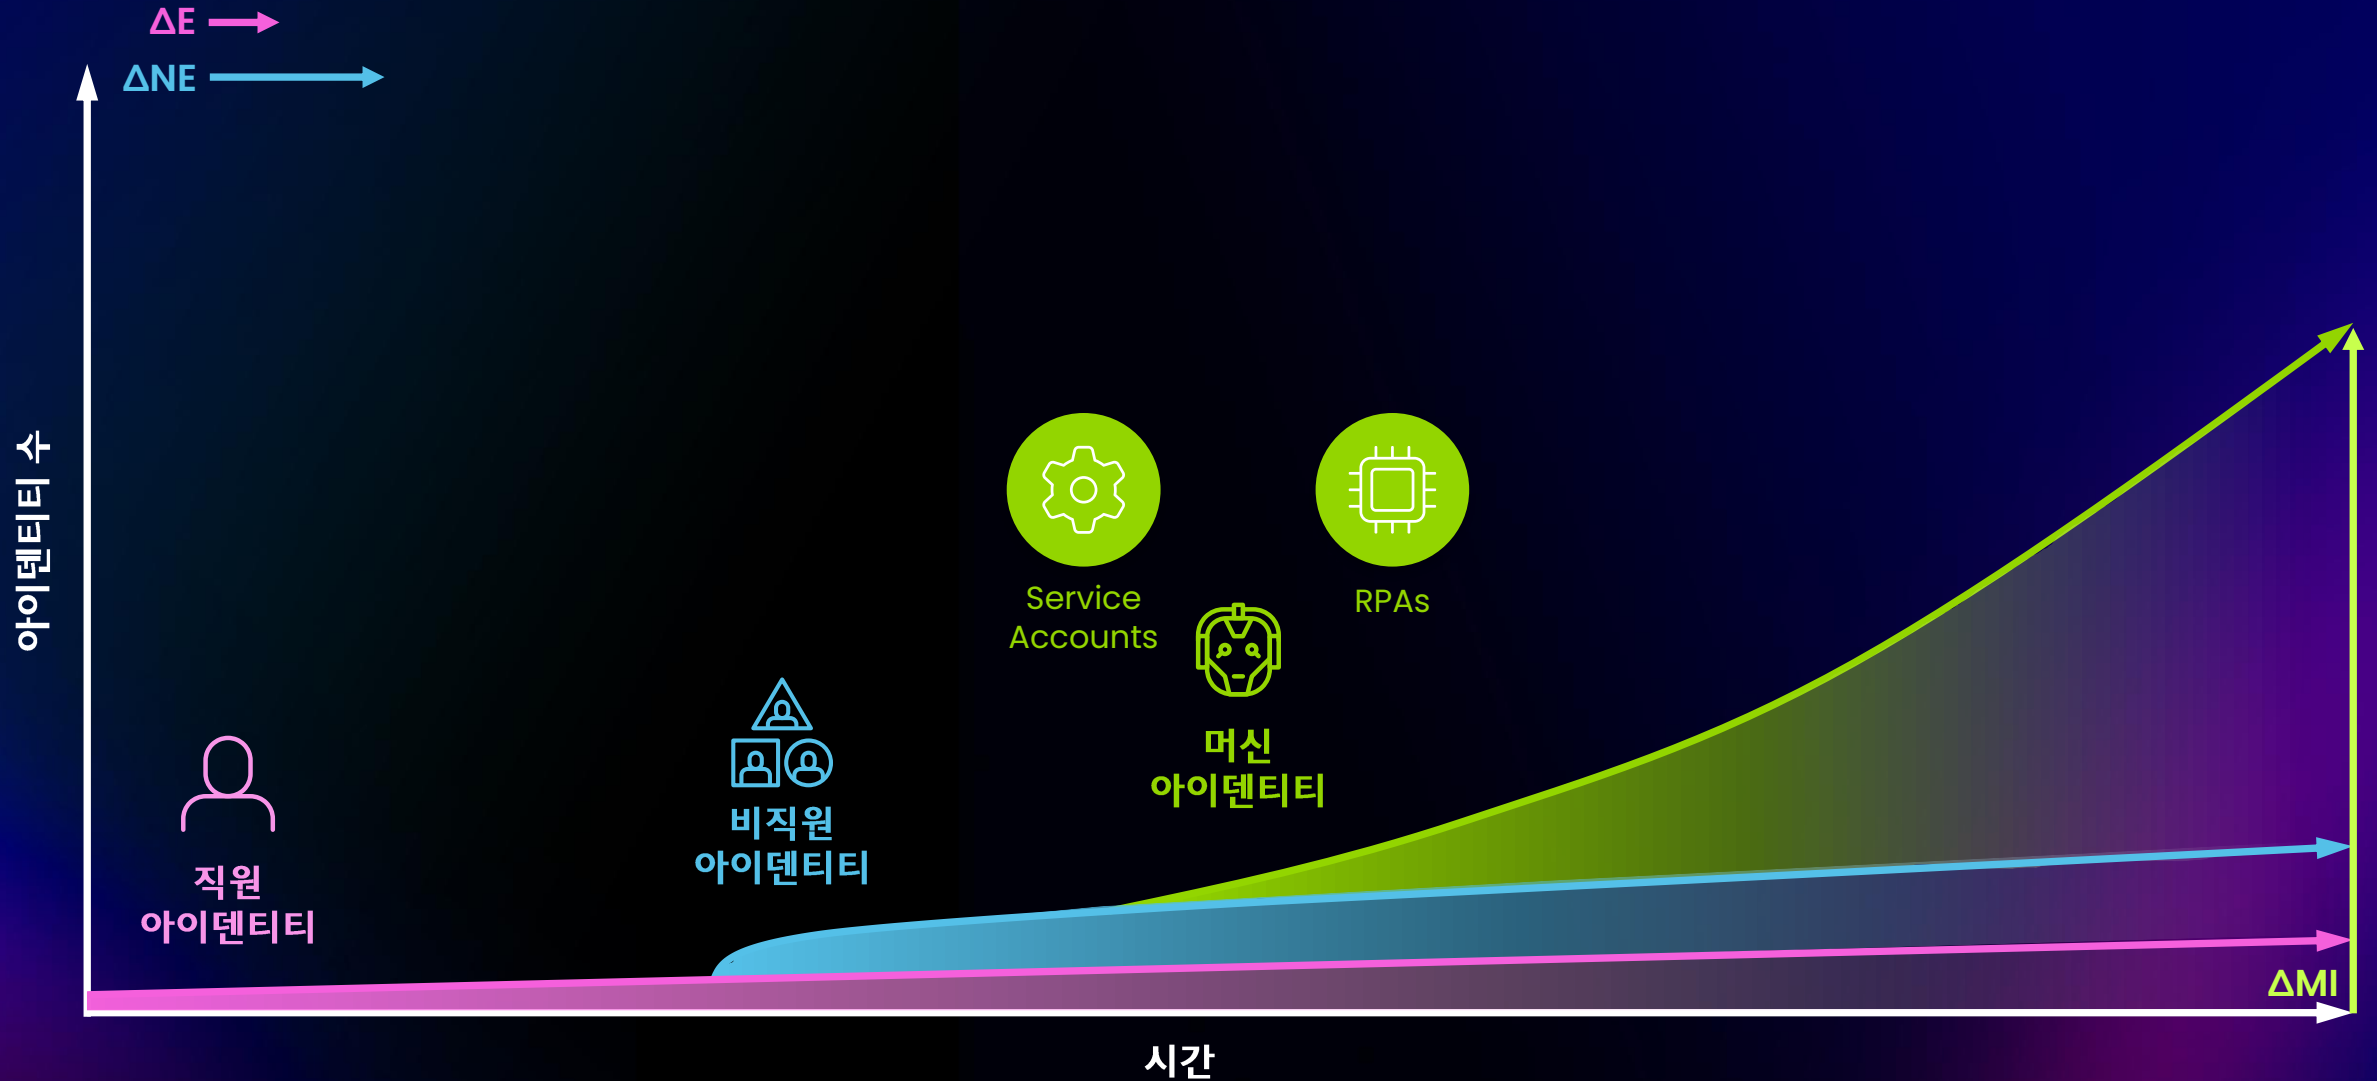 ΔE
ΔNE
아이덴티티 수
Service
Accounts
RPAs
머신
아이덴티티
비직원
아이덴티티
직원
아이덴티티
ΔMI
시간